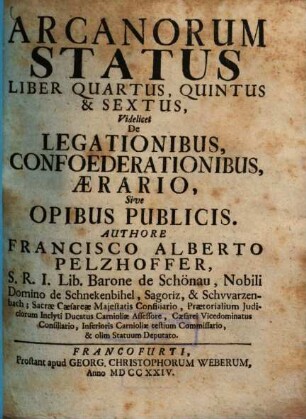 ARCANORUM
STATUS
LIBER QUARTUS, QUINTUS
& SEXTUS,
Videlicet
De
LEGATIONIBUS,
CONFOEDERATIONIBUS,
ÆRARIO,
Sive
OPIBUS PUBLICIS.
AUTHORE
FRANCISCO ALBERTO
PELZHOFFER,
S. R. I. Lib. Barone de Schönau, Nobili
Domino de Schnekenbihel, Sagoriz, & Schvvarzen-
bach; Sacræ Cæsareæ Majestatis Consiliario, Prætorialium Judi-
ciorum Inclyti Ducatus Carnioliæ Assessore, Cæsarei Vicedominatus
Consiliario, Inferioris Carnioliæ testium Commissario,
& olim Statuum Deputato.
FRANCOFURTI,
Prostant apud GEORG. CHRISTOPHORUM WEBERUM,
Anno MDCCXXIV.